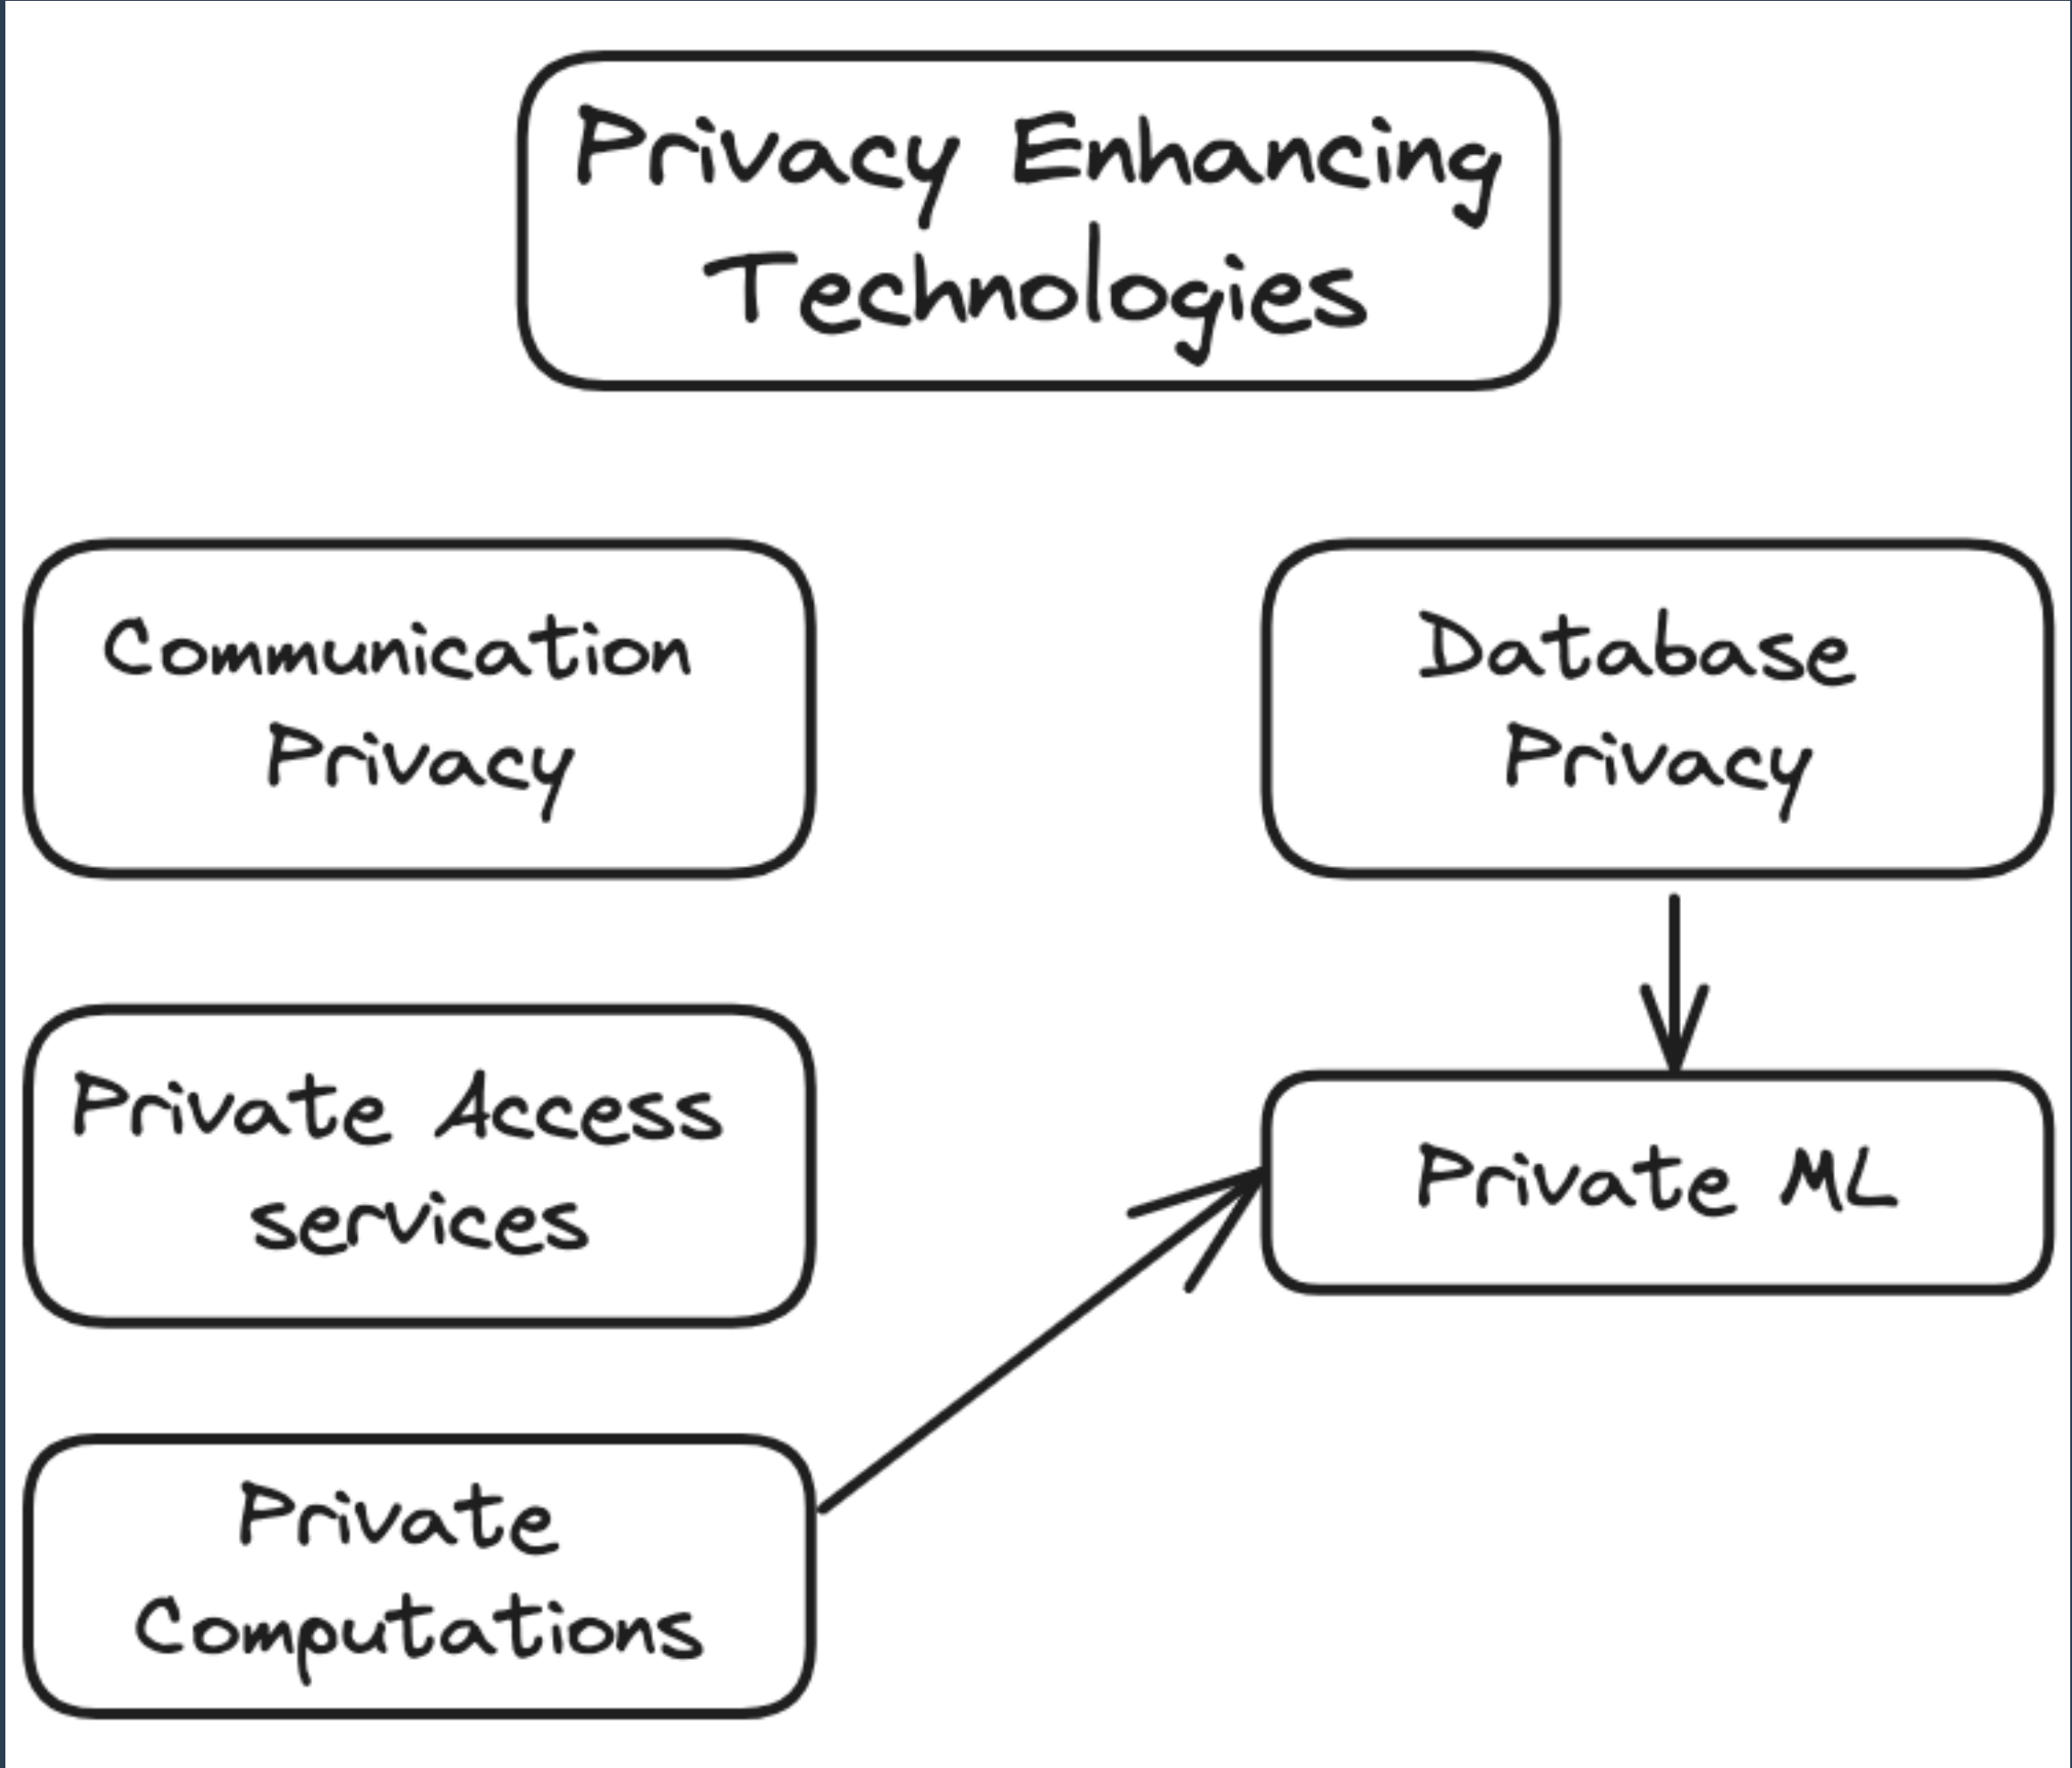 Privacy Enhancing
Technologies
Communication
Privacy
Database
Privacy
Private Access
services
Private ML
Private
Computations